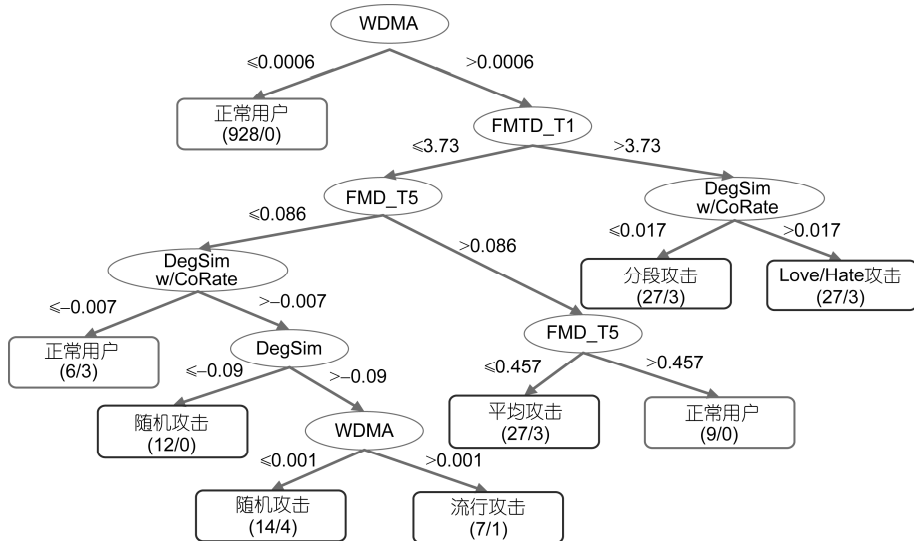 WDMA
≤0.0006
>0.0006
正常用户
(928/0)
FMTD_T1
≤3.73
>3.73
FMD_T5
DegSim
w/CoRate
≤0.086
>0.086
≤0.017
>0.017
DegSim
w/CoRate
分段攻击
(27/3)
Love/Hate攻击
(27/3)
≤–0.007
>–0.007
正常用户
(6/3)
DegSim
FMD_T5
≤–0.09
>–0.09
≤0.457
>0.457
随机攻击
(12/0)
WDMA
平均攻击
(27/3)
正常用户
(9/0)
≤0.001
>0.001
随机攻击
(14/4)
流行攻击
(7/1)